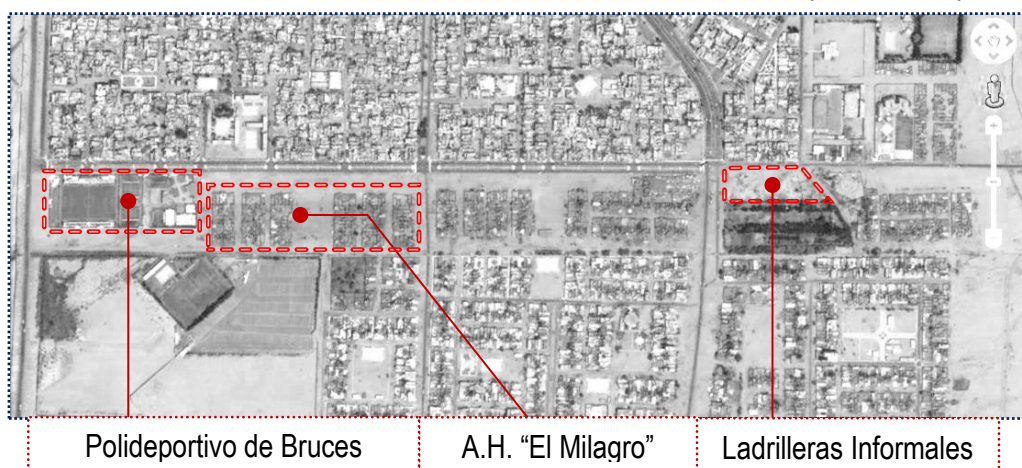 Polideportivo de Bruces
A.H. “El Milagro”
Ladrilleras Informales